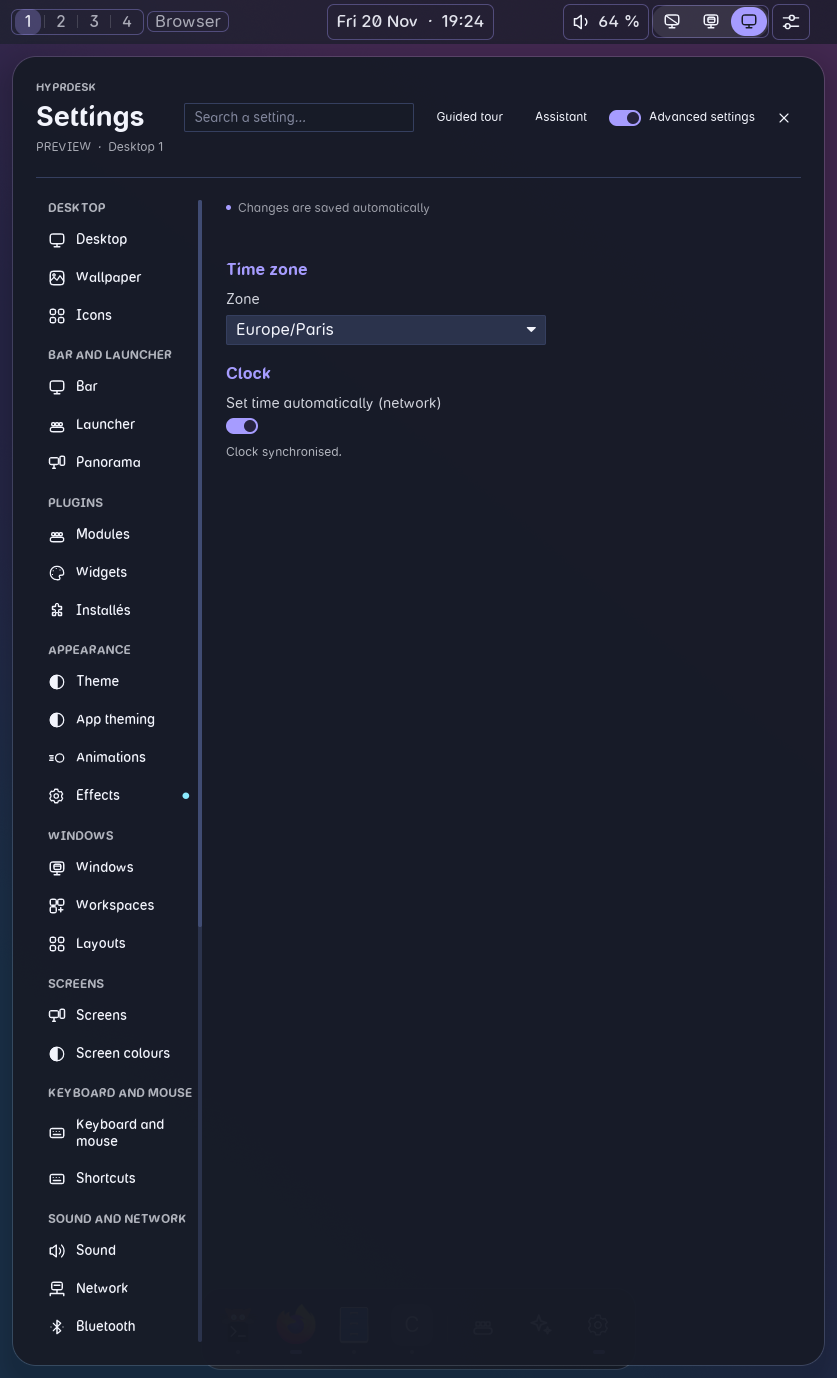 1 2 3 4 Browser Fri 20 Nov · 19:24 64 %
HYPRDESK
Settings
Search a setting... Guided tour Assistant Advanced settings
PREVIEW · Desktop 1
DESKTOP
Desktop
Wallpaper
Icons
BAR AND LAUNCHER
Bar
Launcher
Panorama
PLUGINS
Modules
Widgets
Installés
APPEARANCE
Theme
App theming
Animations
Effects
WINDOWS
Windows
Workspaces
Layouts
SCREENS
Screens
Screen colours
KEYBOARD AND MOUSE
Keyboard and
mouse
Shortcuts
SOUND AND NETWORK
Sound
Network
Bluetooth
Changes are saved automatically
Time zone
Zone
Europe/Paris
Clock
Set time automatically (network)
Clock synchronised.